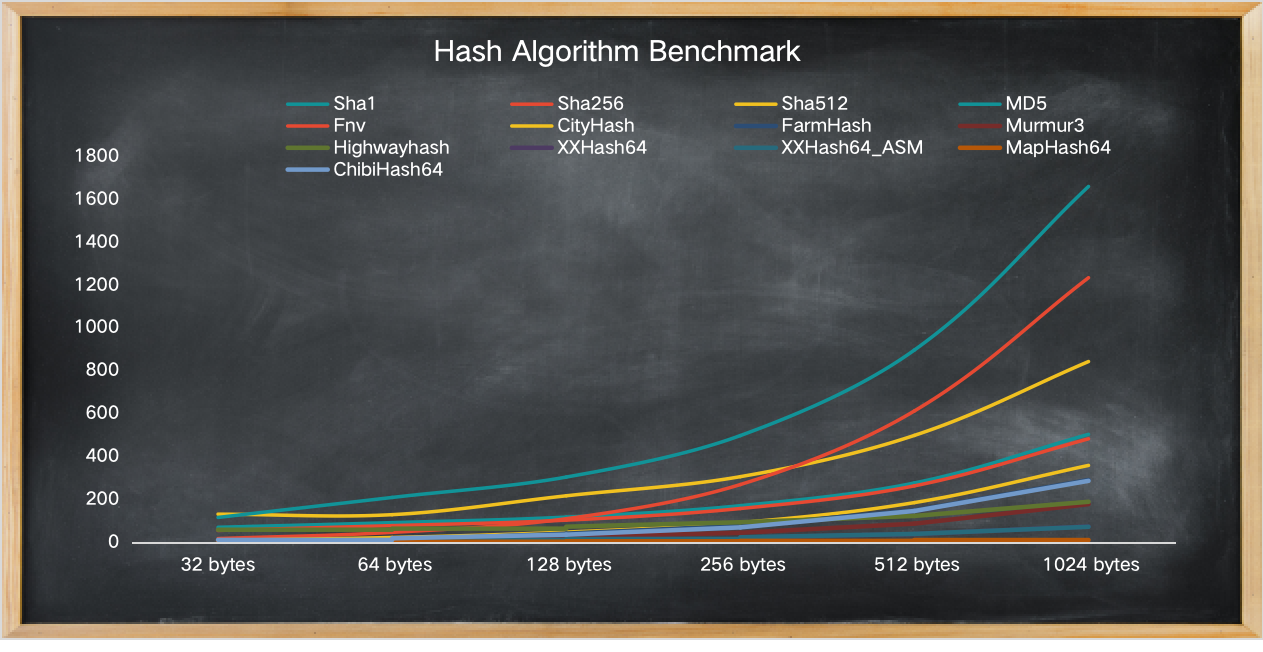 Hash Algorithm Benchmark
Sha1 Sha256 Sha512 MD5
Fnv CityHash FarmHash Murmur3
Highwayhash XXHash64 XXHash64_ASM MapHash64
ChibiHash64
1800
1600
1400
1200
1000
800
600
400
200
0
32 bytes 64 bytes 128 bytes 256 bytes 512 bytes 1024 bytes